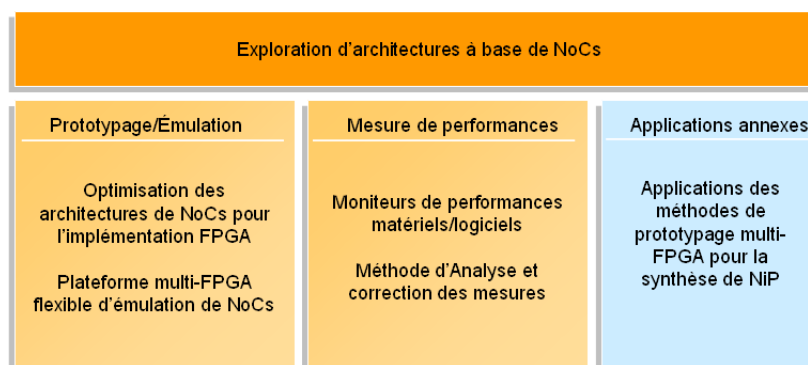 Exploration d'architectures à base de NoCs
Prototypage/Émulation
Optimisation des
architectures de NoCs pour
l'implémentation FPGA
Plateforme multi-FPGA
flexible d'émulation de NoCs
Mesure de performances
Moniteurs de performances
matériels/logiciels
Méthode d'Analyse et
correction des mesures
Applications annexes
Applications des
méthodes de
prototypage multi-
FPGA pour la
synthèse de NiP